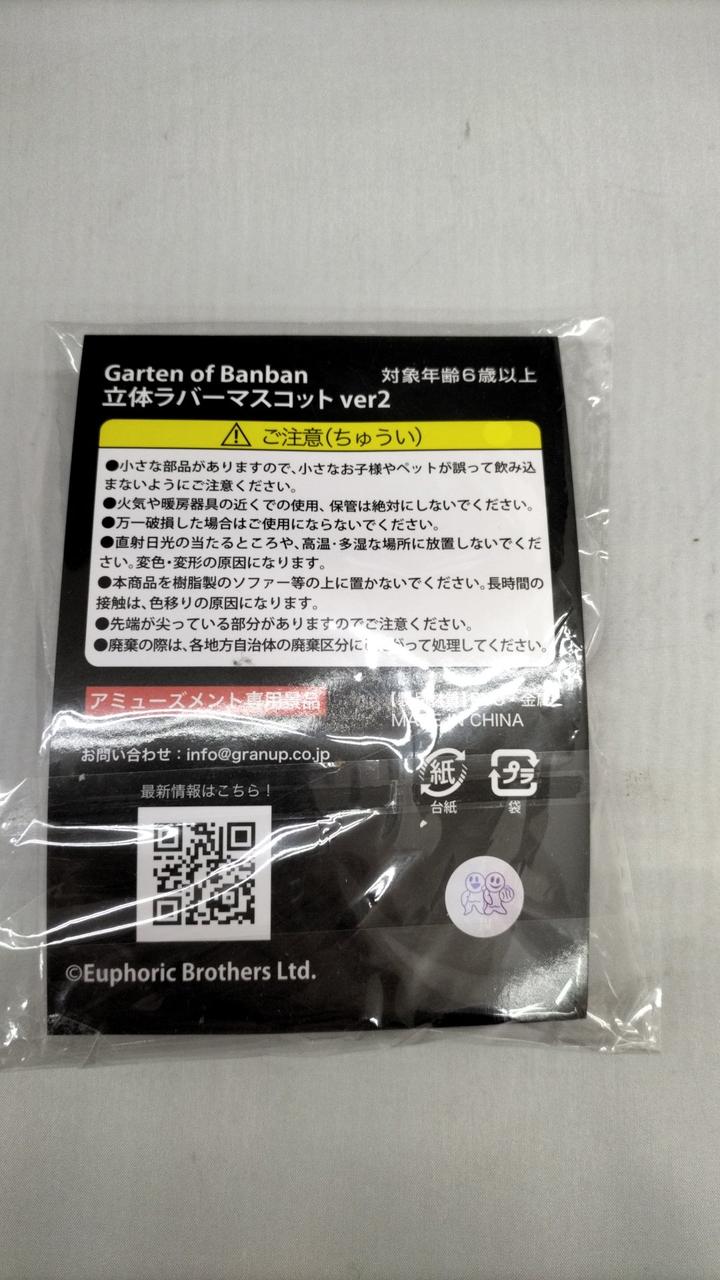 Garten of Banban 対象年齢6歳以上
立体ラバーマスコット ver2
ご注意(ちゅうい)
●小さな部品がありますので、小さなお子様やペットが誤って飲み込
まないようにご注意ください。
●火気や暖房器具の近くでの使用、保管は絶対にしないでください。
●万一破損した場合はご使用にならないでください。
●直射日光の当たるところや、高温・多湿な場所に放置しないでくだ
さい。変色・変形の原因になります。
●本商品を樹脂製のソファー等の上に置かないでください。長時間の
接触は、色移りの原因になります。
●先端が尖っている部分がありますのでご注意ください。
●廃棄の際は、各地方自治体の廃棄区分にしたがって処理してください。
アミューズメント専用景品
MADE IN CHINA
お問い合わせ：info@granup.co.jp
紙 プラ
台紙 袋
最新情報はこちら！
©Euphoric Brothers Ltd.